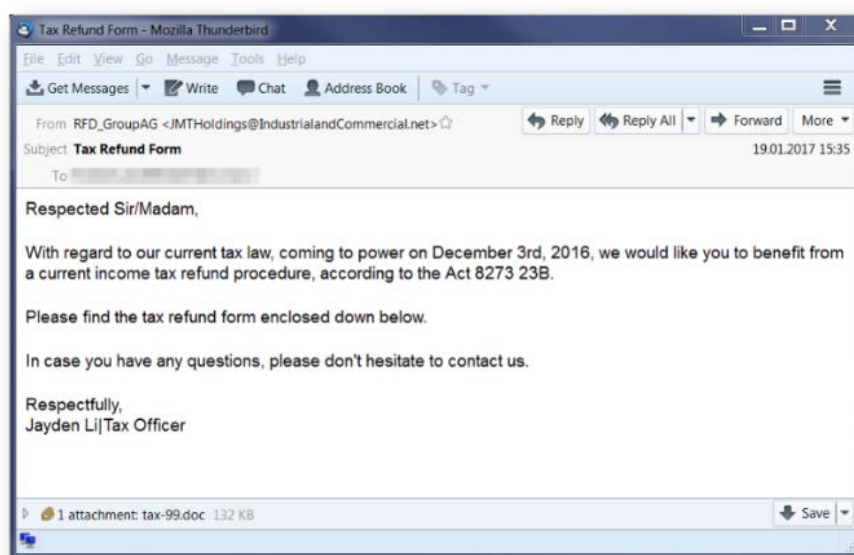 Tax Refund Form - Mozilla Thunderbird
File Edit View Go Message Tools Help
Get Messages Write Chat Address Book Tag
From RFD_GroupAG <JMTHoldings@IndustrialandCommercial.net> Reply Reply All Forward More
Subject Tax Refund Form 19.01.2017 15:35
To
Respected Sir/Madam,
With regard to our current tax law, coming to power on December 3rd, 2016, we would like you to benefit from
a current income tax refund procedure, according to the Act 8273 23B.
Please find the tax refund form enclosed down below.
In case you have any questions, please don't hesitate to contact us.
Respectfully,
Jayden Li|Tax Officer
1 attachment: tax-99.doc 132 KB Save